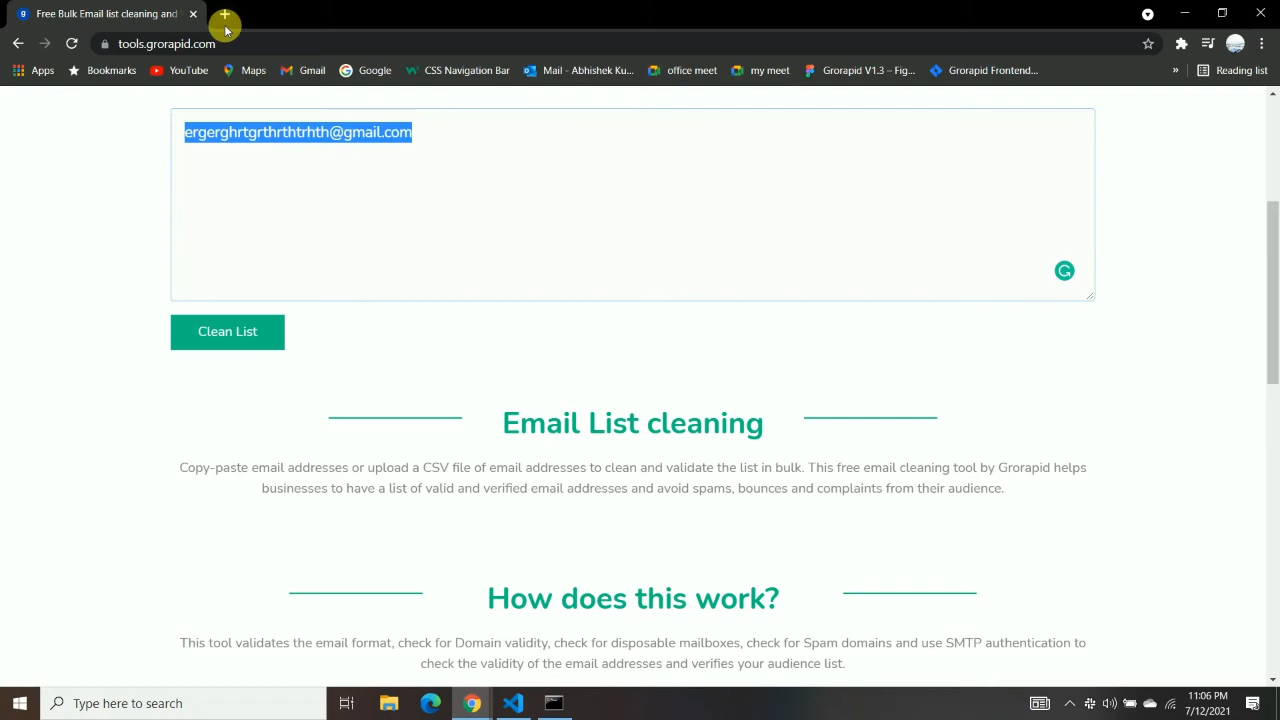 Free Bulk Email list cleaning and
tools.grorapid.com
Apps Bookmarks YouTube Maps Gmail Google CSS Navigation Bar Mail - Abhishek Ku... office meet my meet Grorapid V1.3 – Fig... Grorapid Frontend... » Reading list
ergerghrtgrthrthtrhth@gmail.com
Clean List
Email List cleaning
Copy-paste email addresses or upload a CSV file of email addresses to clean and validate the list in bulk. This free email cleaning tool by Grorapid helps
businesses to have a list of valid and verified email addresses and avoid spams, bounces and complaints from their audience.
How does this work?
This tool validates the email format, check for Domain validity, check for disposable mailboxes, check for Spam domains and use SMTP authentication to
check the validity of the email addresses and verifies your audience list.
Type here to search
11:06 PM
7/12/2021